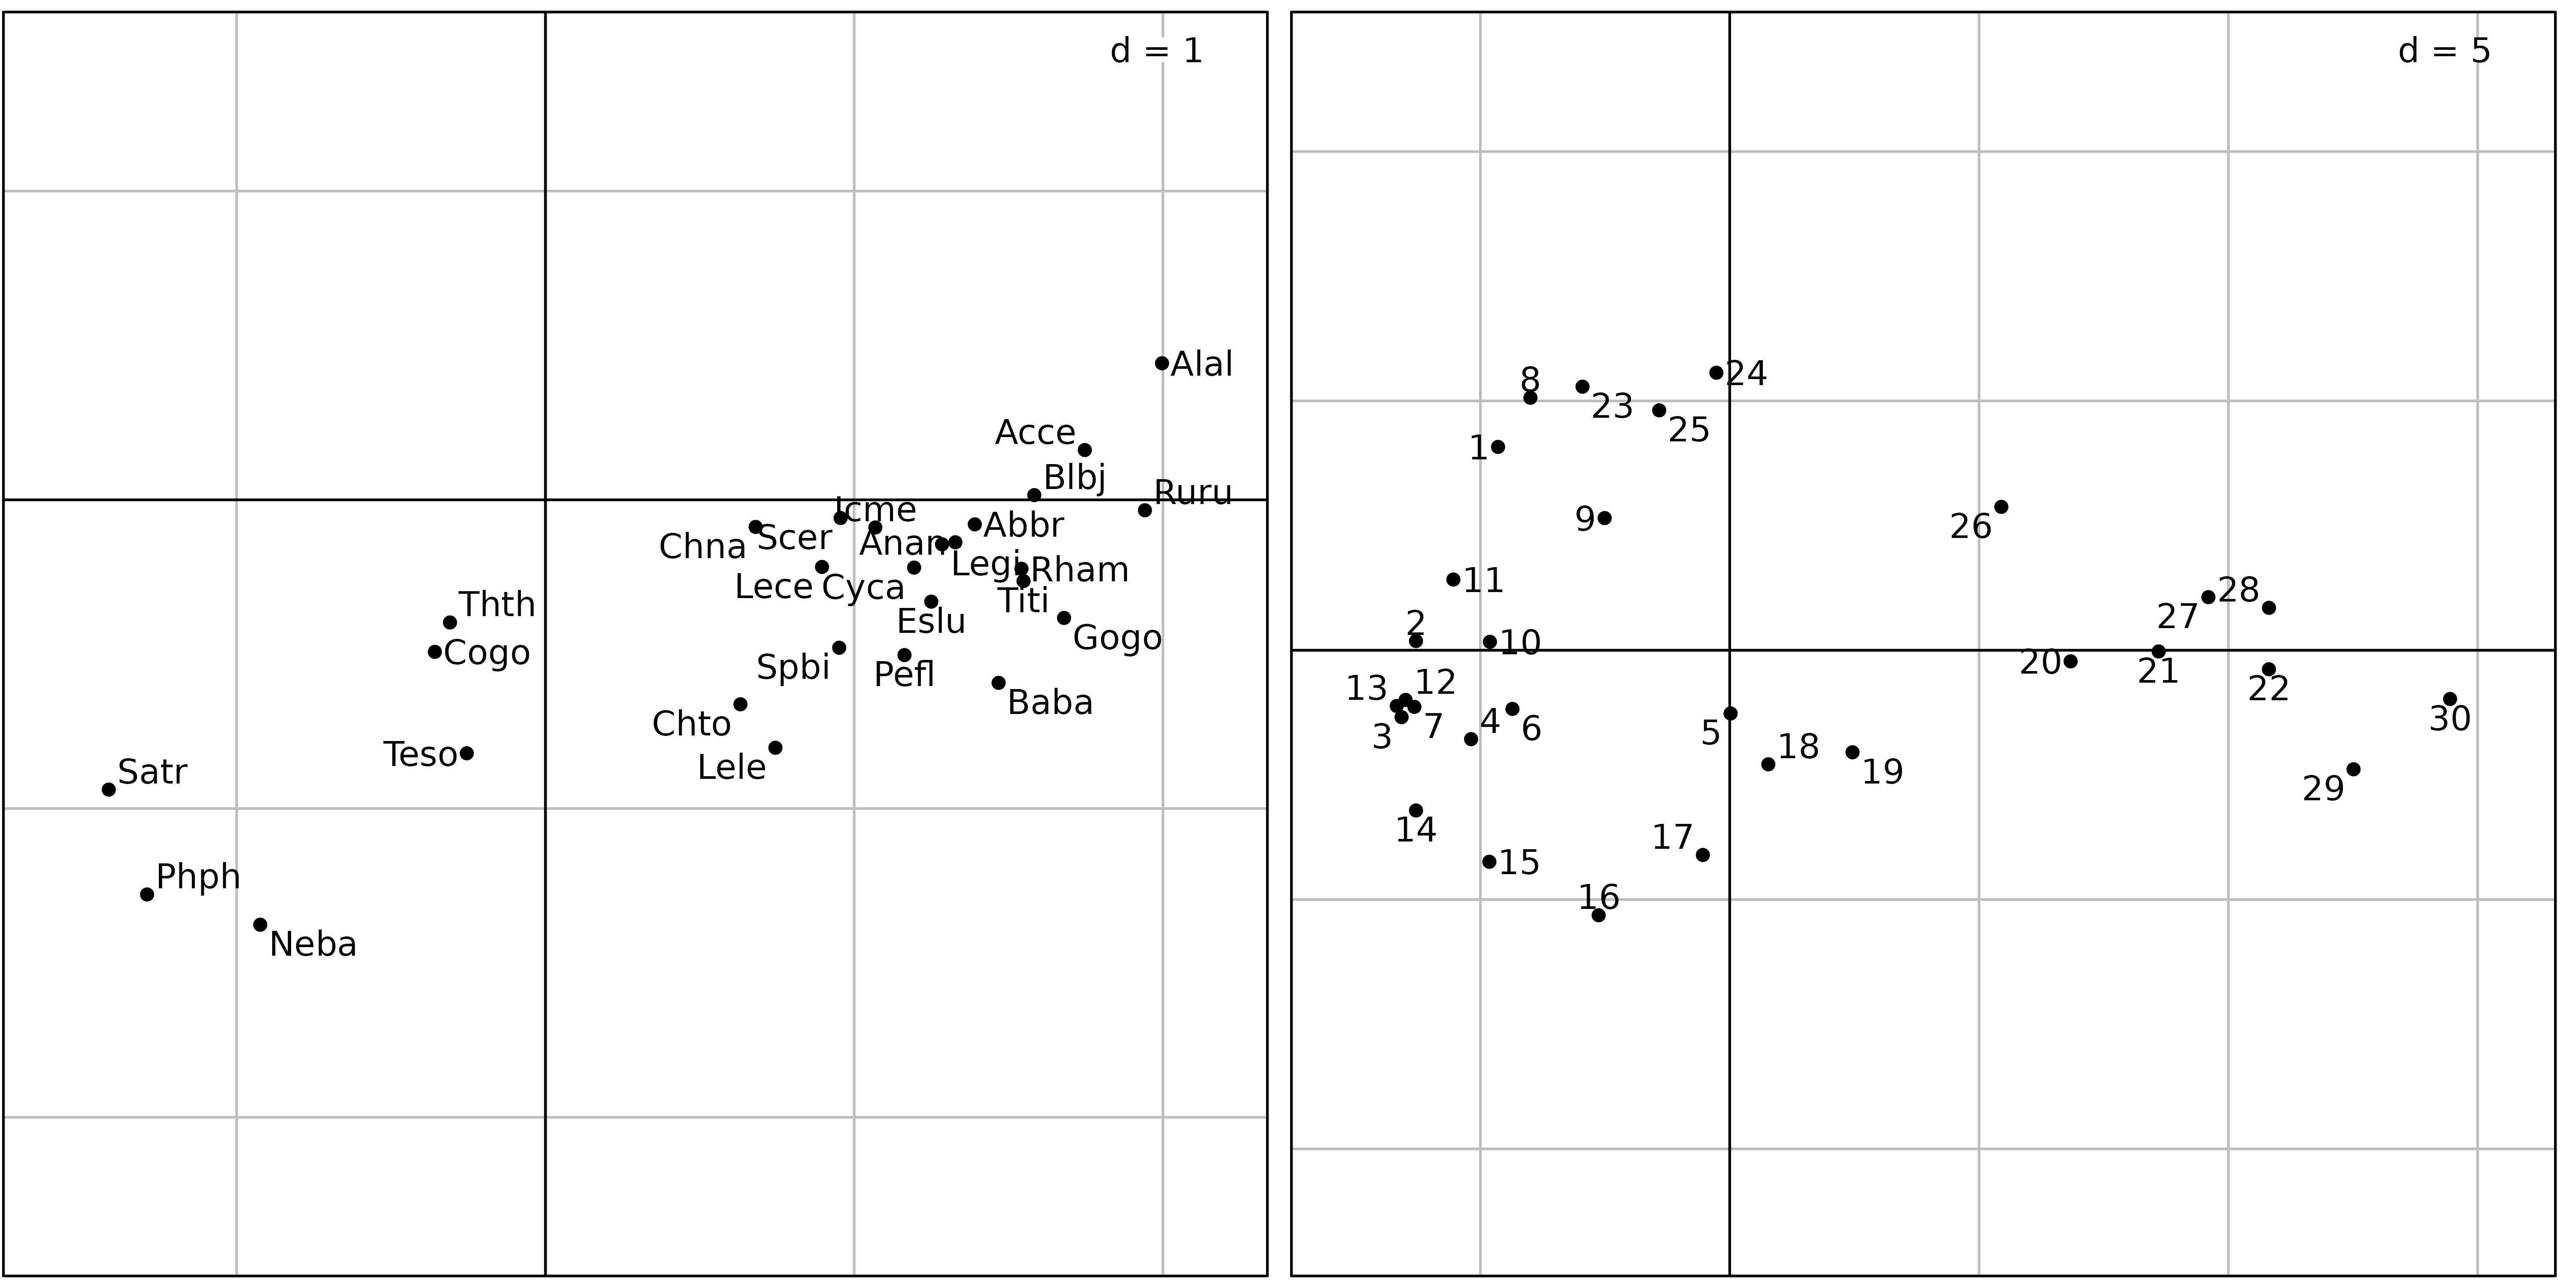 d = 1
Alal
Acce
Blbj
Ruru
Icme
Abbr
Scer
Chna
Anan
Legi
Rham
Lece
Cyca
Titi
Thth
Eslu
Gogo
Cogo
Spbi
Pefl
Baba
Chto
Teso
Lele
Satr
Phph
Neba
d = 5
24
8
23
25
1
9
26
11
28
27
2
10
20
21
12
13
22
4
6
7
3
5
30
18
19
29
14
17
15
16